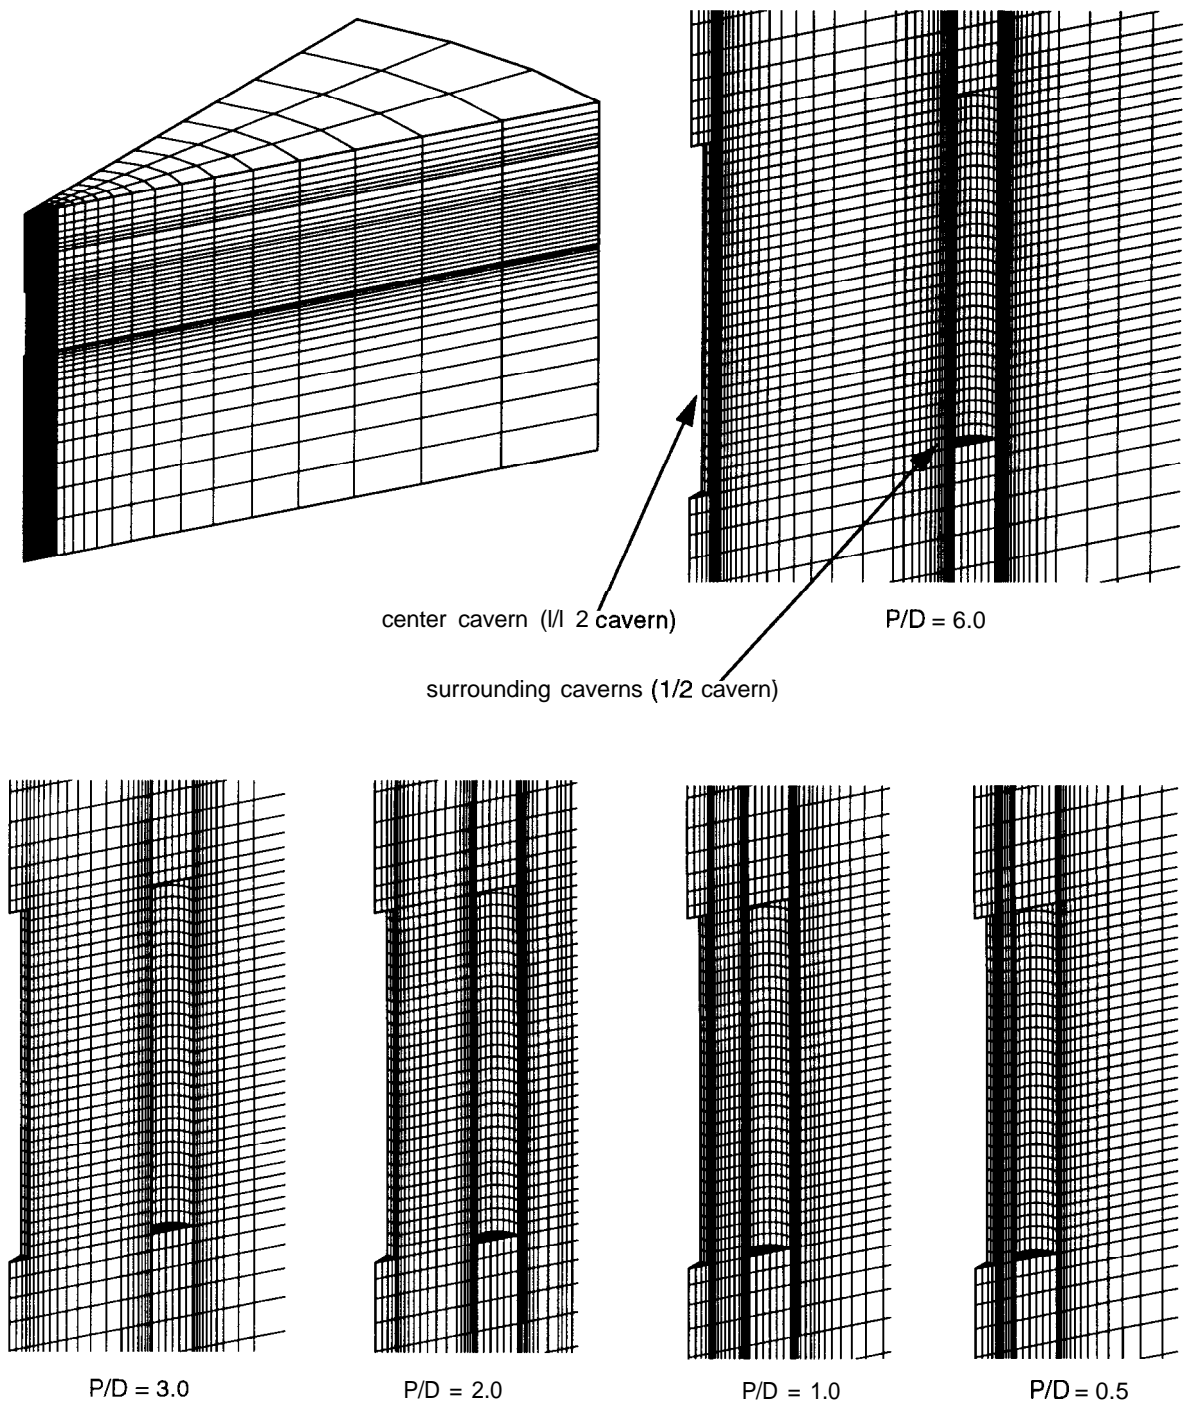 center cavern (l/l 2 cavern)
P/D = 6.0
surrounding caverns (1/2 cavern)
P/D = 3.0
P/D = 2.0
P/D = 1.0
P/D = 0.5